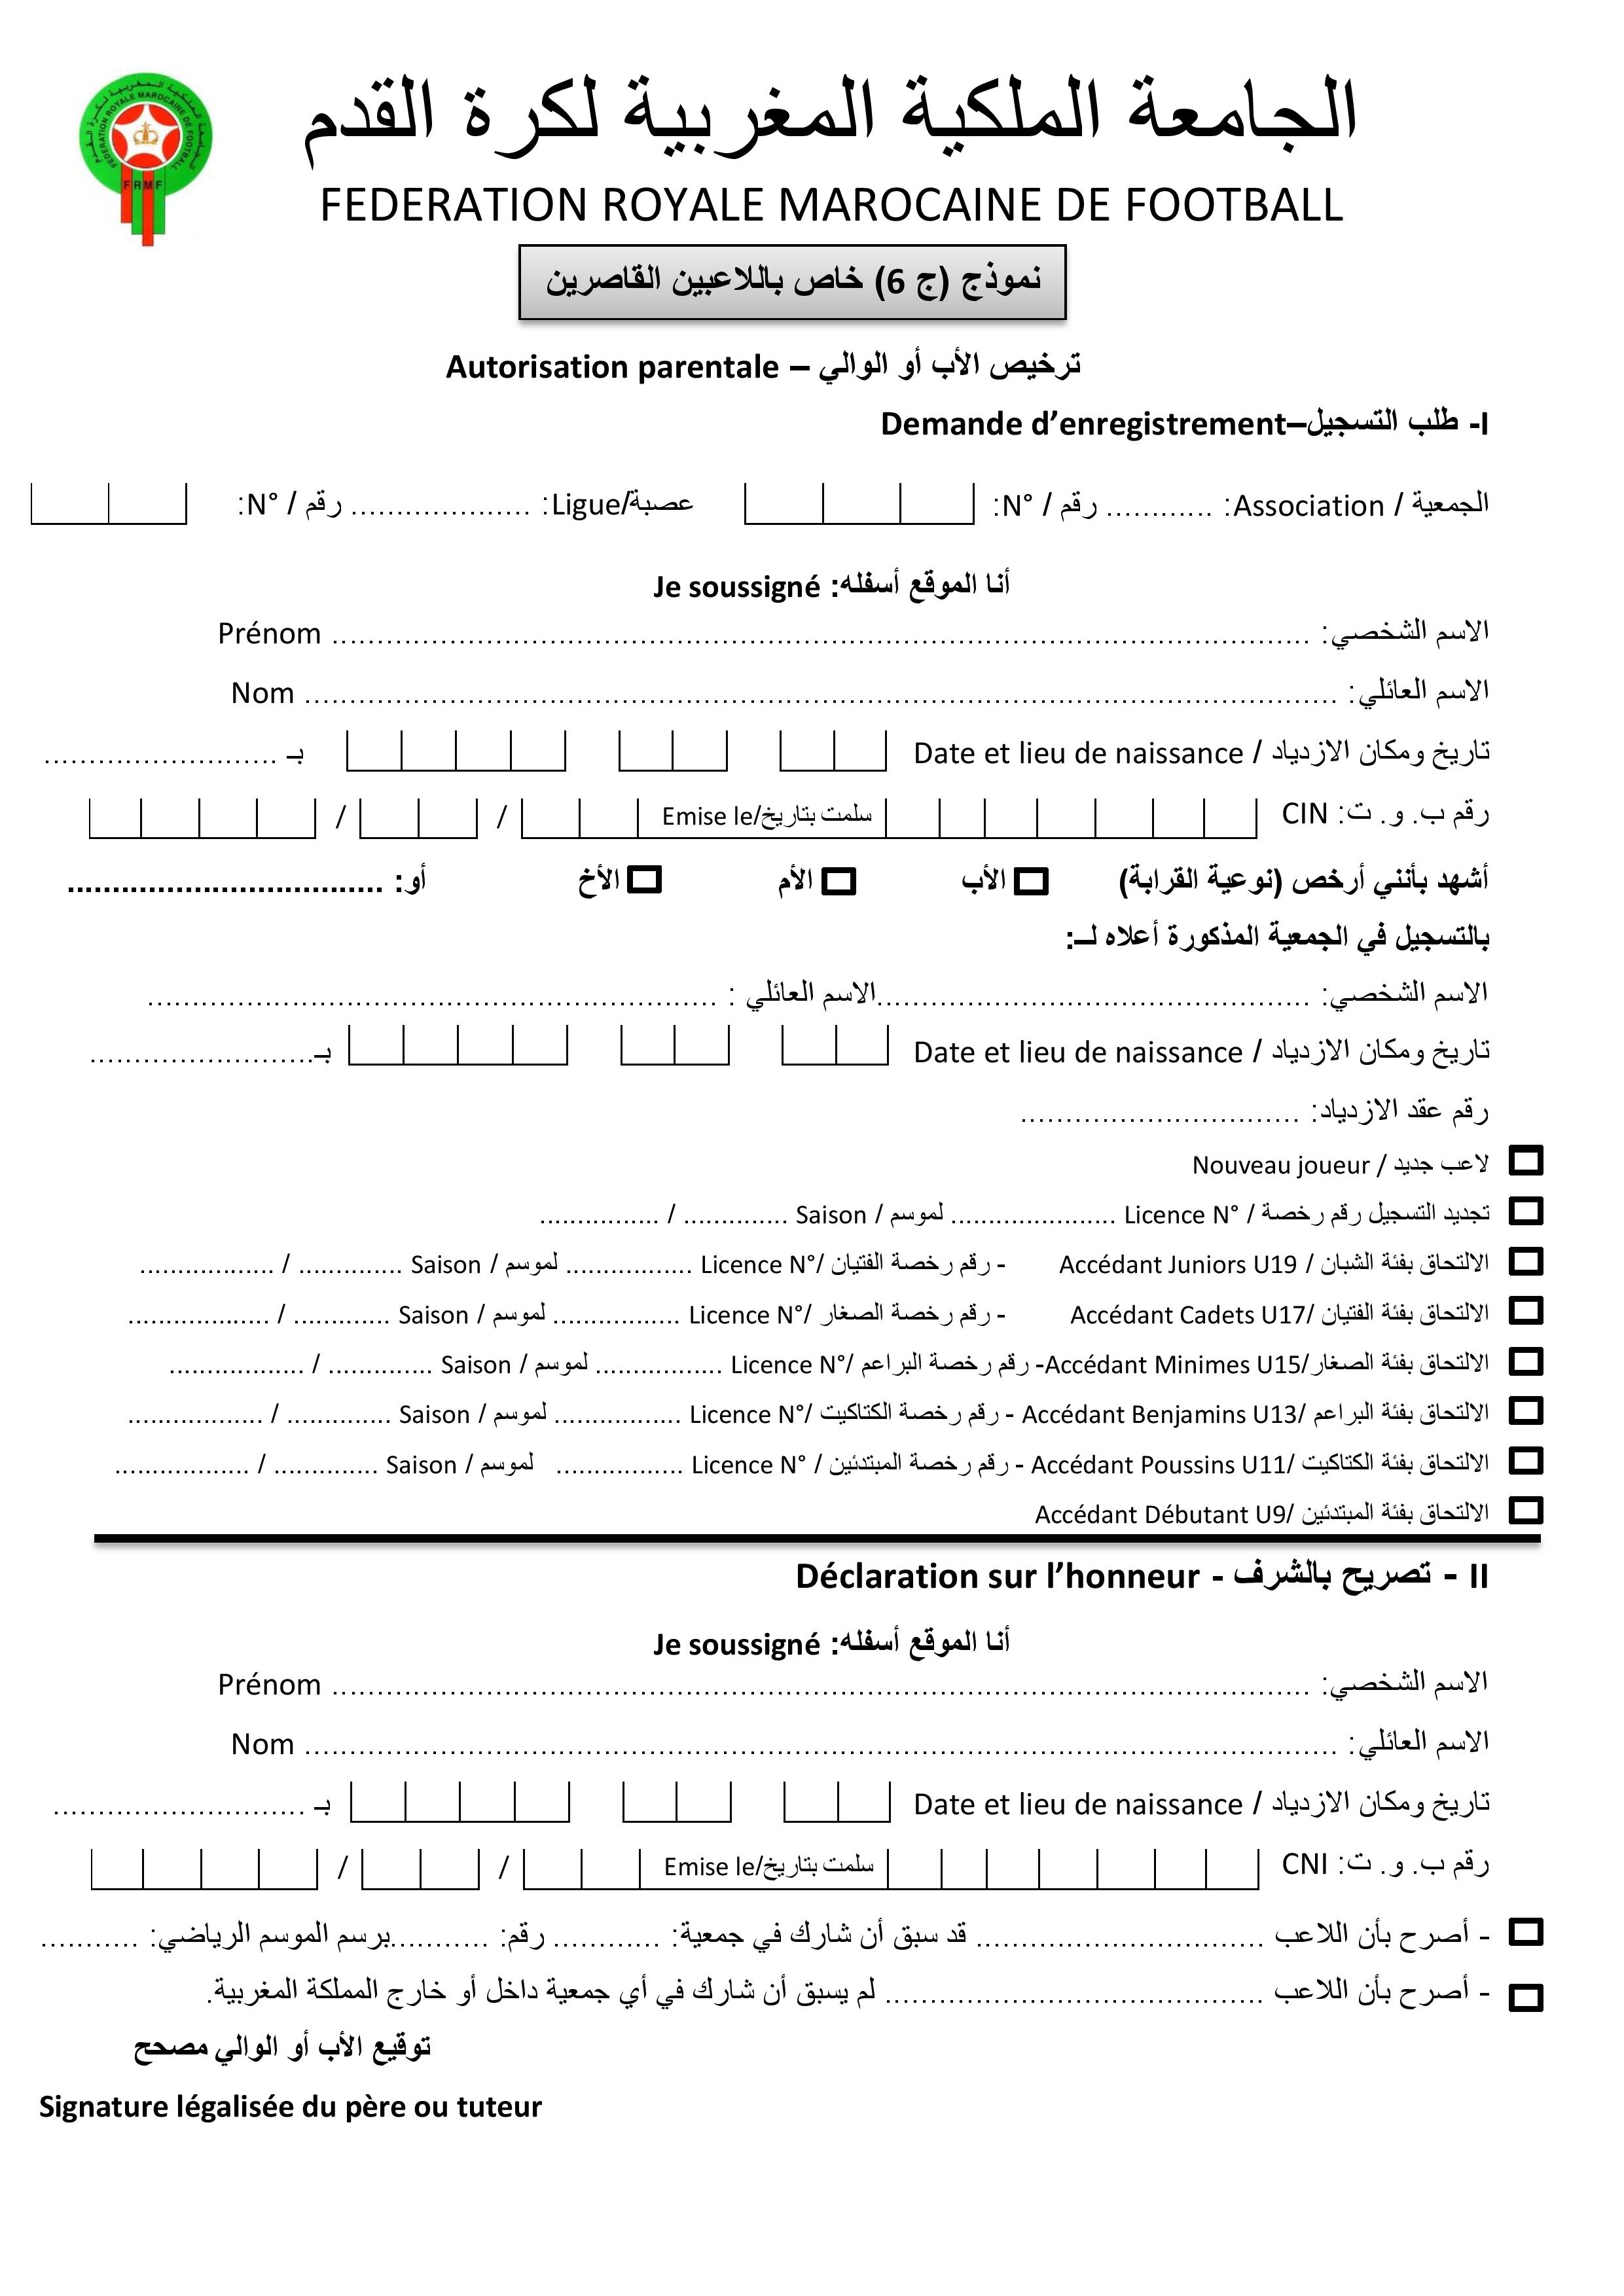 الجامعة الملكية المغربية لكرة القدم
FEDERATION ROYALE MAROCAINE DE FOOTBALL
FRMF
نموذج (ج 6) خاص باللاعبين القاصرين
ترخيص الأب أو الوالي – Autorisation parentale
I- طلب التسجيل–Demande d’enregistrement
الجمعية / Association: ............ رقم / N°: عصبة/Ligue: .................... رقم / N°:
أنا الموقع أسفله: Je soussigné
الاسم الشخصي: ............................................................ Prénom
الاسم العائلي: ............................................................ Nom
تاريخ ومكان الازدياد / Date et lieu de naissance بـ ..........................
رقم ب. و. ت: CIN سلمت بتاريخ/Emise le / /
أشهد بأنني أرخص (نوعية القرابة) الأب الأم الأخ أو: ...................................
بالتسجيل في الجمعية المذكورة أعلاه لــ:
الاسم الشخصي: ................................................الاسم العائلي : ................................................................
تاريخ ومكان الازدياد / Date et lieu de naissance بـ.........................
رقم عقد الازدياد: ...............................
لاعب جديد / Nouveau joueur
تجديد التسجيل رقم رخصة / Licence N° ...................... لموسم / Saison .............. / ................
الالتحاق بفئة الشبان / Accédant Juniors U19 - رقم رخصة الفتيان /Licence N° ................. لموسم / Saison .............. / ..................
الالتحاق بفئة الفتيان /Accédant Cadets U17 - رقم رخصة الصغار /Licence N° ................. لموسم / Saison ............. / ...................
الالتحاق بفئة الصغار/Accédant Minimes U15- رقم رخصة البراعم /Licence N° ................. لموسم / Saison .............. / ..................
الالتحاق بفئة البراعم /Accédant Benjamins U13 - رقم رخصة الكتاكيت /Licence N° ................. لموسم / Saison .............. / ..................
الالتحاق بفئة الكتاكيت /Accédant Poussins U11 - رقم رخصة المبتدئين / Licence N° ................. لموسم / Saison .............. / ..................
الالتحاق بفئة المبتدئين /Accédant Débutant U9
II - تصريح بالشرف - Déclaration sur l’honneur
أنا الموقع أسفله: Je soussigné
الاسم الشخصي: ............................................................ Prénom
الاسم العائلي: ............................................................ Nom
تاريخ ومكان الازدياد / Date et lieu de naissance بـ ............................
رقم ب. و. ت: CNI سلمت بتاريخ/Emise le / /
- أصرح بأن اللاعب ................................ قد سبق أن شارك في جمعية: ............ رقم: ...........برسم الموسم الرياضي: ...........
- أصرح بأن اللاعب .......................................... لم يسبق أن شارك في أي جمعية داخل أو خارج المملكة المغربية.
توقيع الأب أو الوالي مصحح
Signature légalisée du père ou tuteur